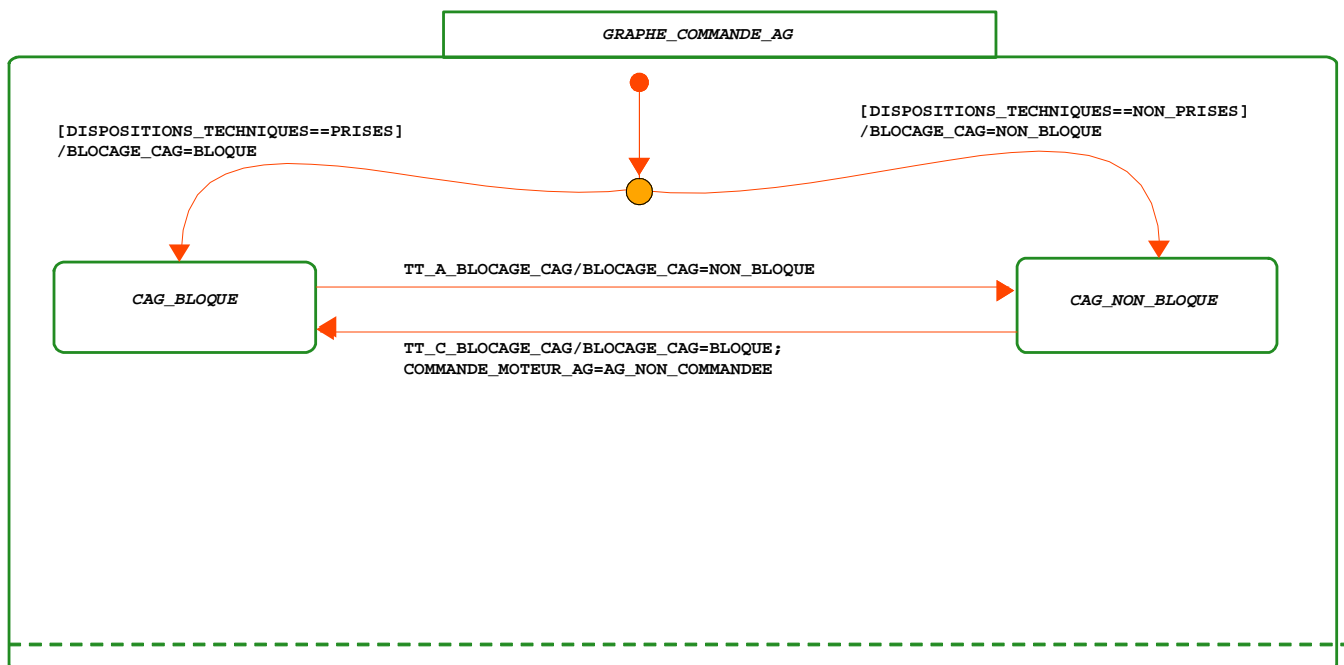 GRAPHE_COMMANDE_AG
[DISPOSITIONS_TECHNIQUES==PRISES]
/BLOCAGE_CAG=BLOQUE
[DISPOSITIONS_TECHNIQUES==NON_PRISES]
/BLOCAGE_CAG=NON_BLOQUE
TT_A_BLOCAGE_CAG/BLOCAGE_CAG=NON_BLOQUE
CAG_BLOQUE
CAG_NON_BLOQUE
TT_C_BLOCAGE_CAG/BLOCAGE_CAG=BLOQUE;
COMMANDE_MOTEUR_AG=AG_NON_COMMANDEE